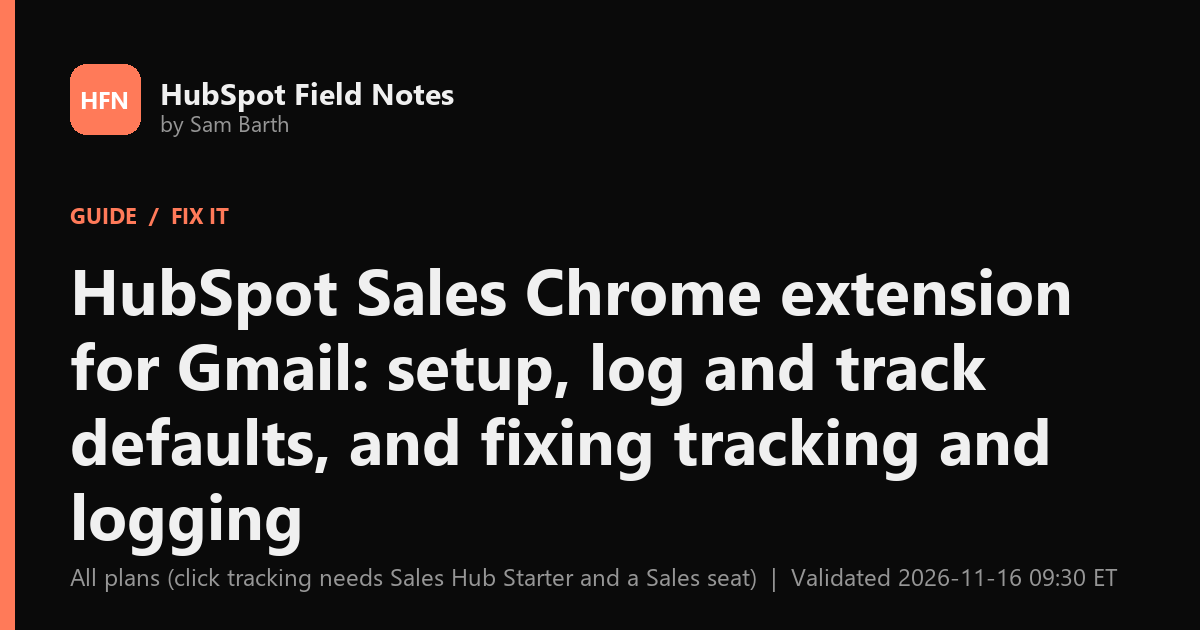 HFN
HubSpot Field Notes
by Sam Barth
GUIDE / FIX IT
HubSpot Sales Chrome extension
for Gmail: setup, log and track
defaults, and fixing tracking and
logging
All plans (click tracking needs Sales Hub Starter and a Sales seat) | Validated 2026-11-16 09:30 ET